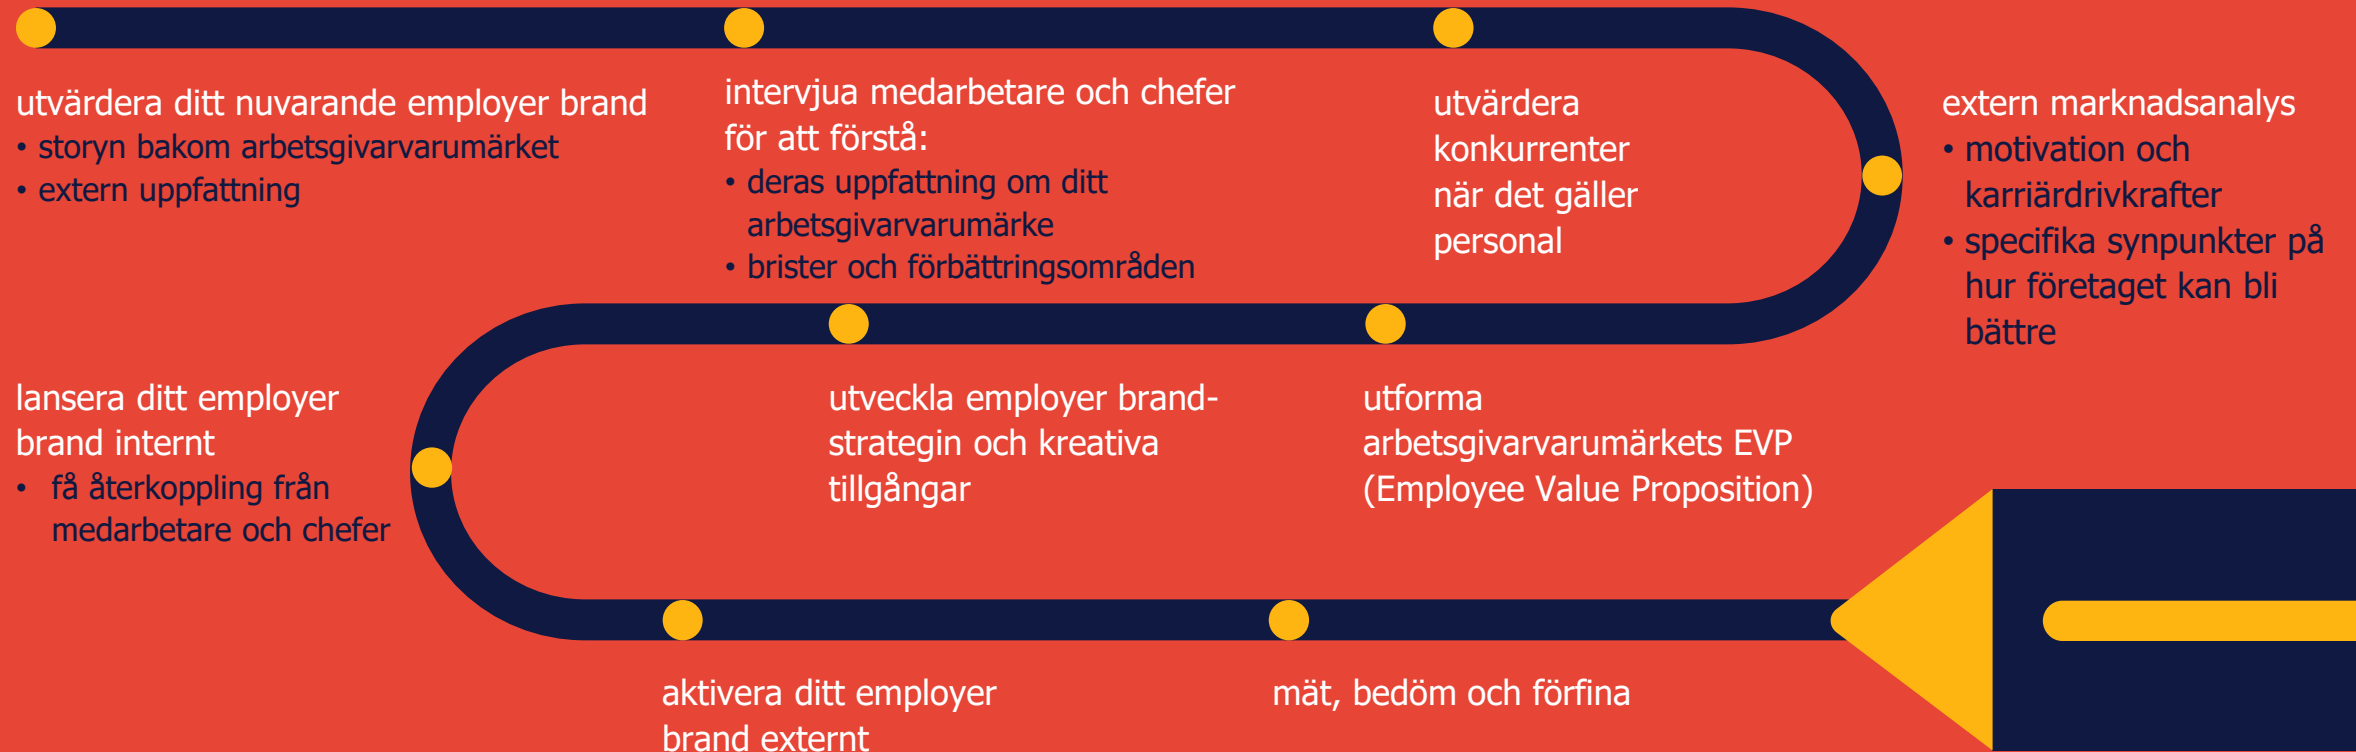 utvärdera ditt nuvarande employer brand
• storyn bakom arbetsgivarvarumärket
• extern uppfattning
intervjua medarbetare och chefer
för att förstå:
• deras uppfattning om ditt
arbetsgivarvarumärke
• brister och förbättringsområden
utvärdera
konkurrenter
när det gäller
personal
extern marknadsanalys
• motivation och
karriärdrivkrafter
• specifika synpunkter på
hur företaget kan bli
bättre
utforma
arbetsgivarvarumärkets EVP
(Employee Value Proposition)
utveckla employer brand-
strategin och kreativa
tillgångar
lansera ditt employer
brand internt
• få återkoppling från
medarbetare och chefer
aktivera ditt employer
brand externt
mät, bedöm och förfina